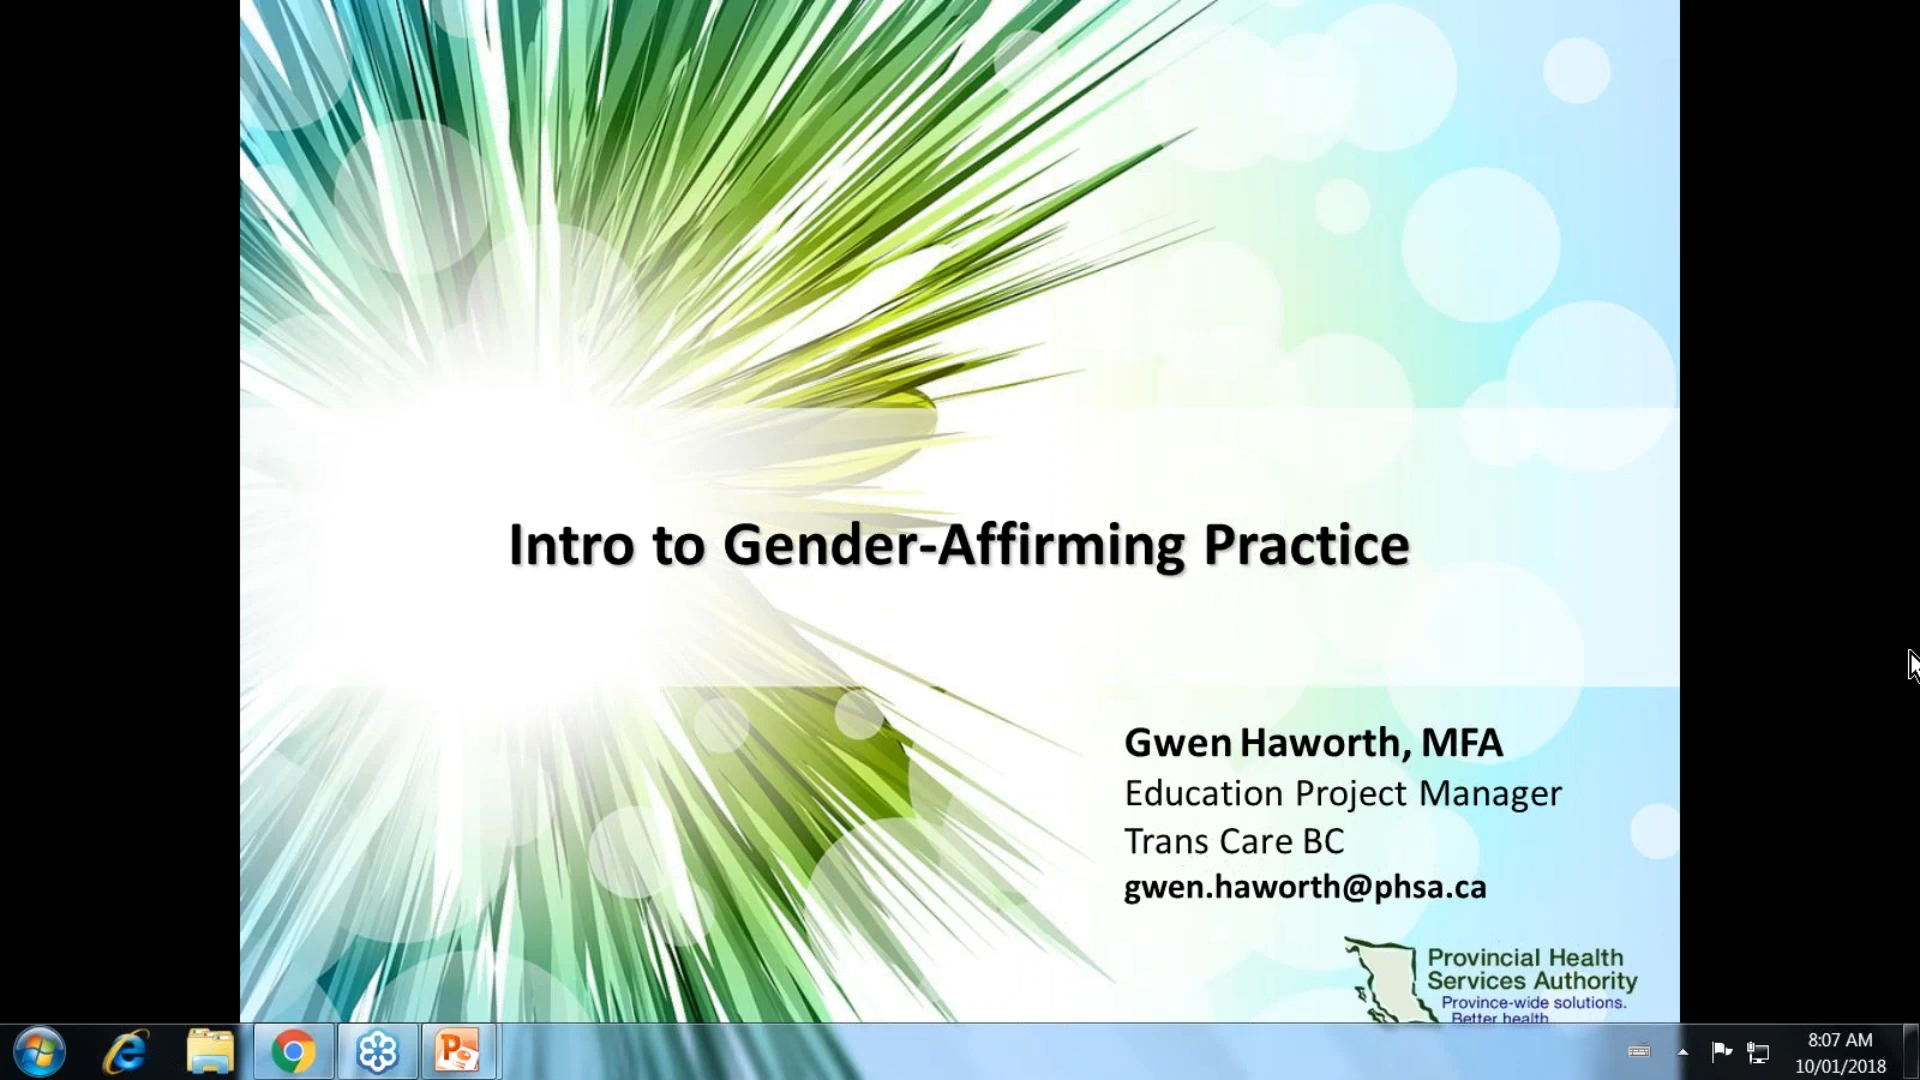 Intro to Gender-Affirming Practice
Gwen Haworth, MFA
Education Project Manager
Trans Care BC
gwen.haworth@phsa.ca
Provincial Health
Services Authority
Province-wide solutions.
Better health.
8:07 AM
10/01/2018